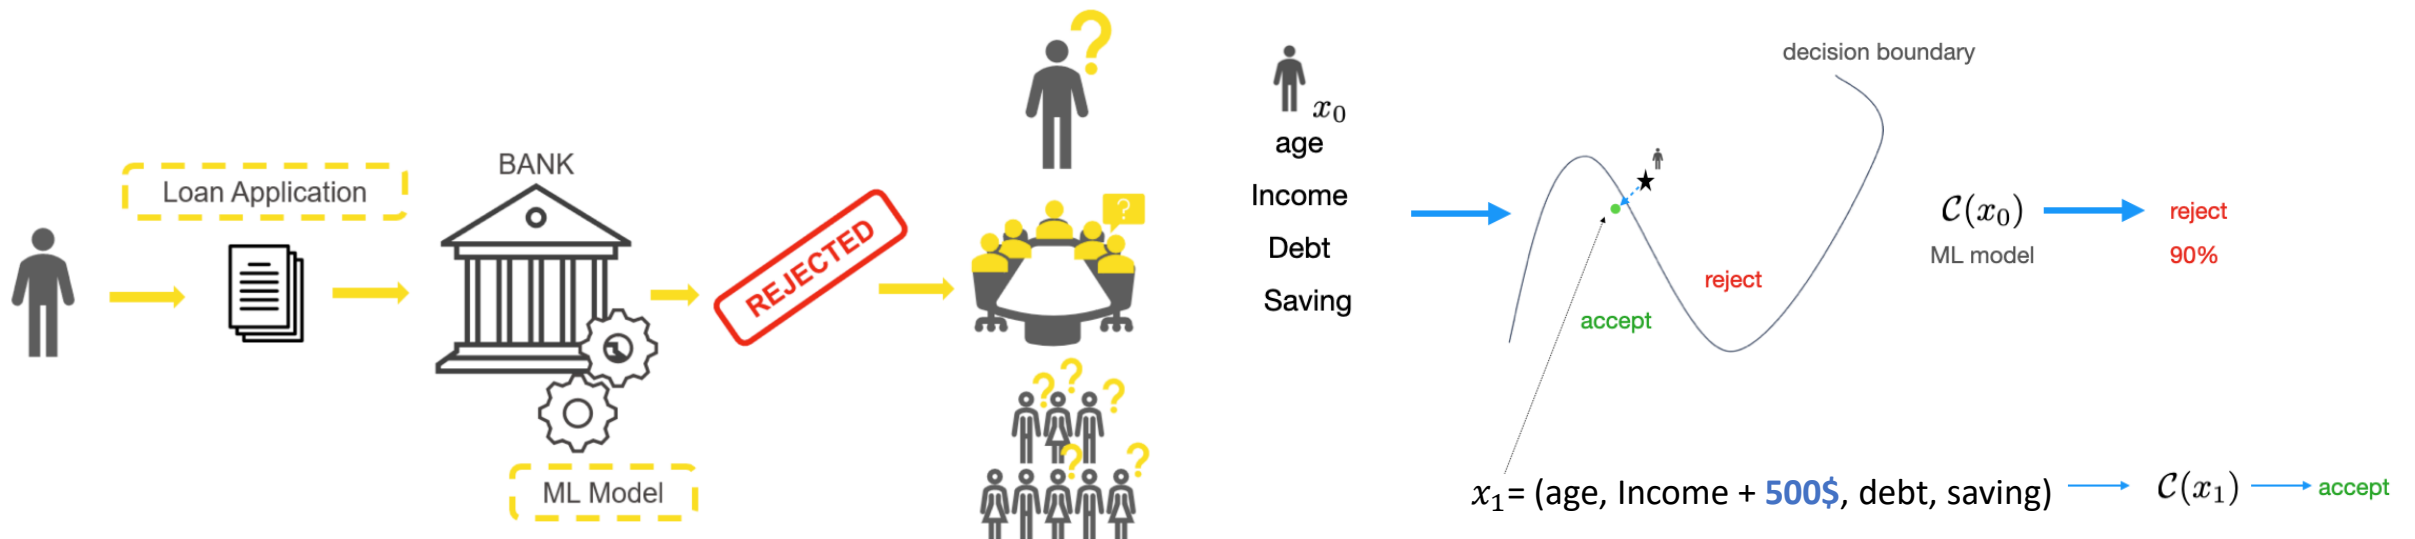 Loan Application
BANK
ML Model
REJECTED
?
?
? ? ?
? ?
x₀
age
Income
Debt
Saving
decision boundary
reject
accept
𝒞(x₀)
ML model
reject
90%
x₁= (age, Income + 500$, debt, saving)
𝒞(x₁)
accept